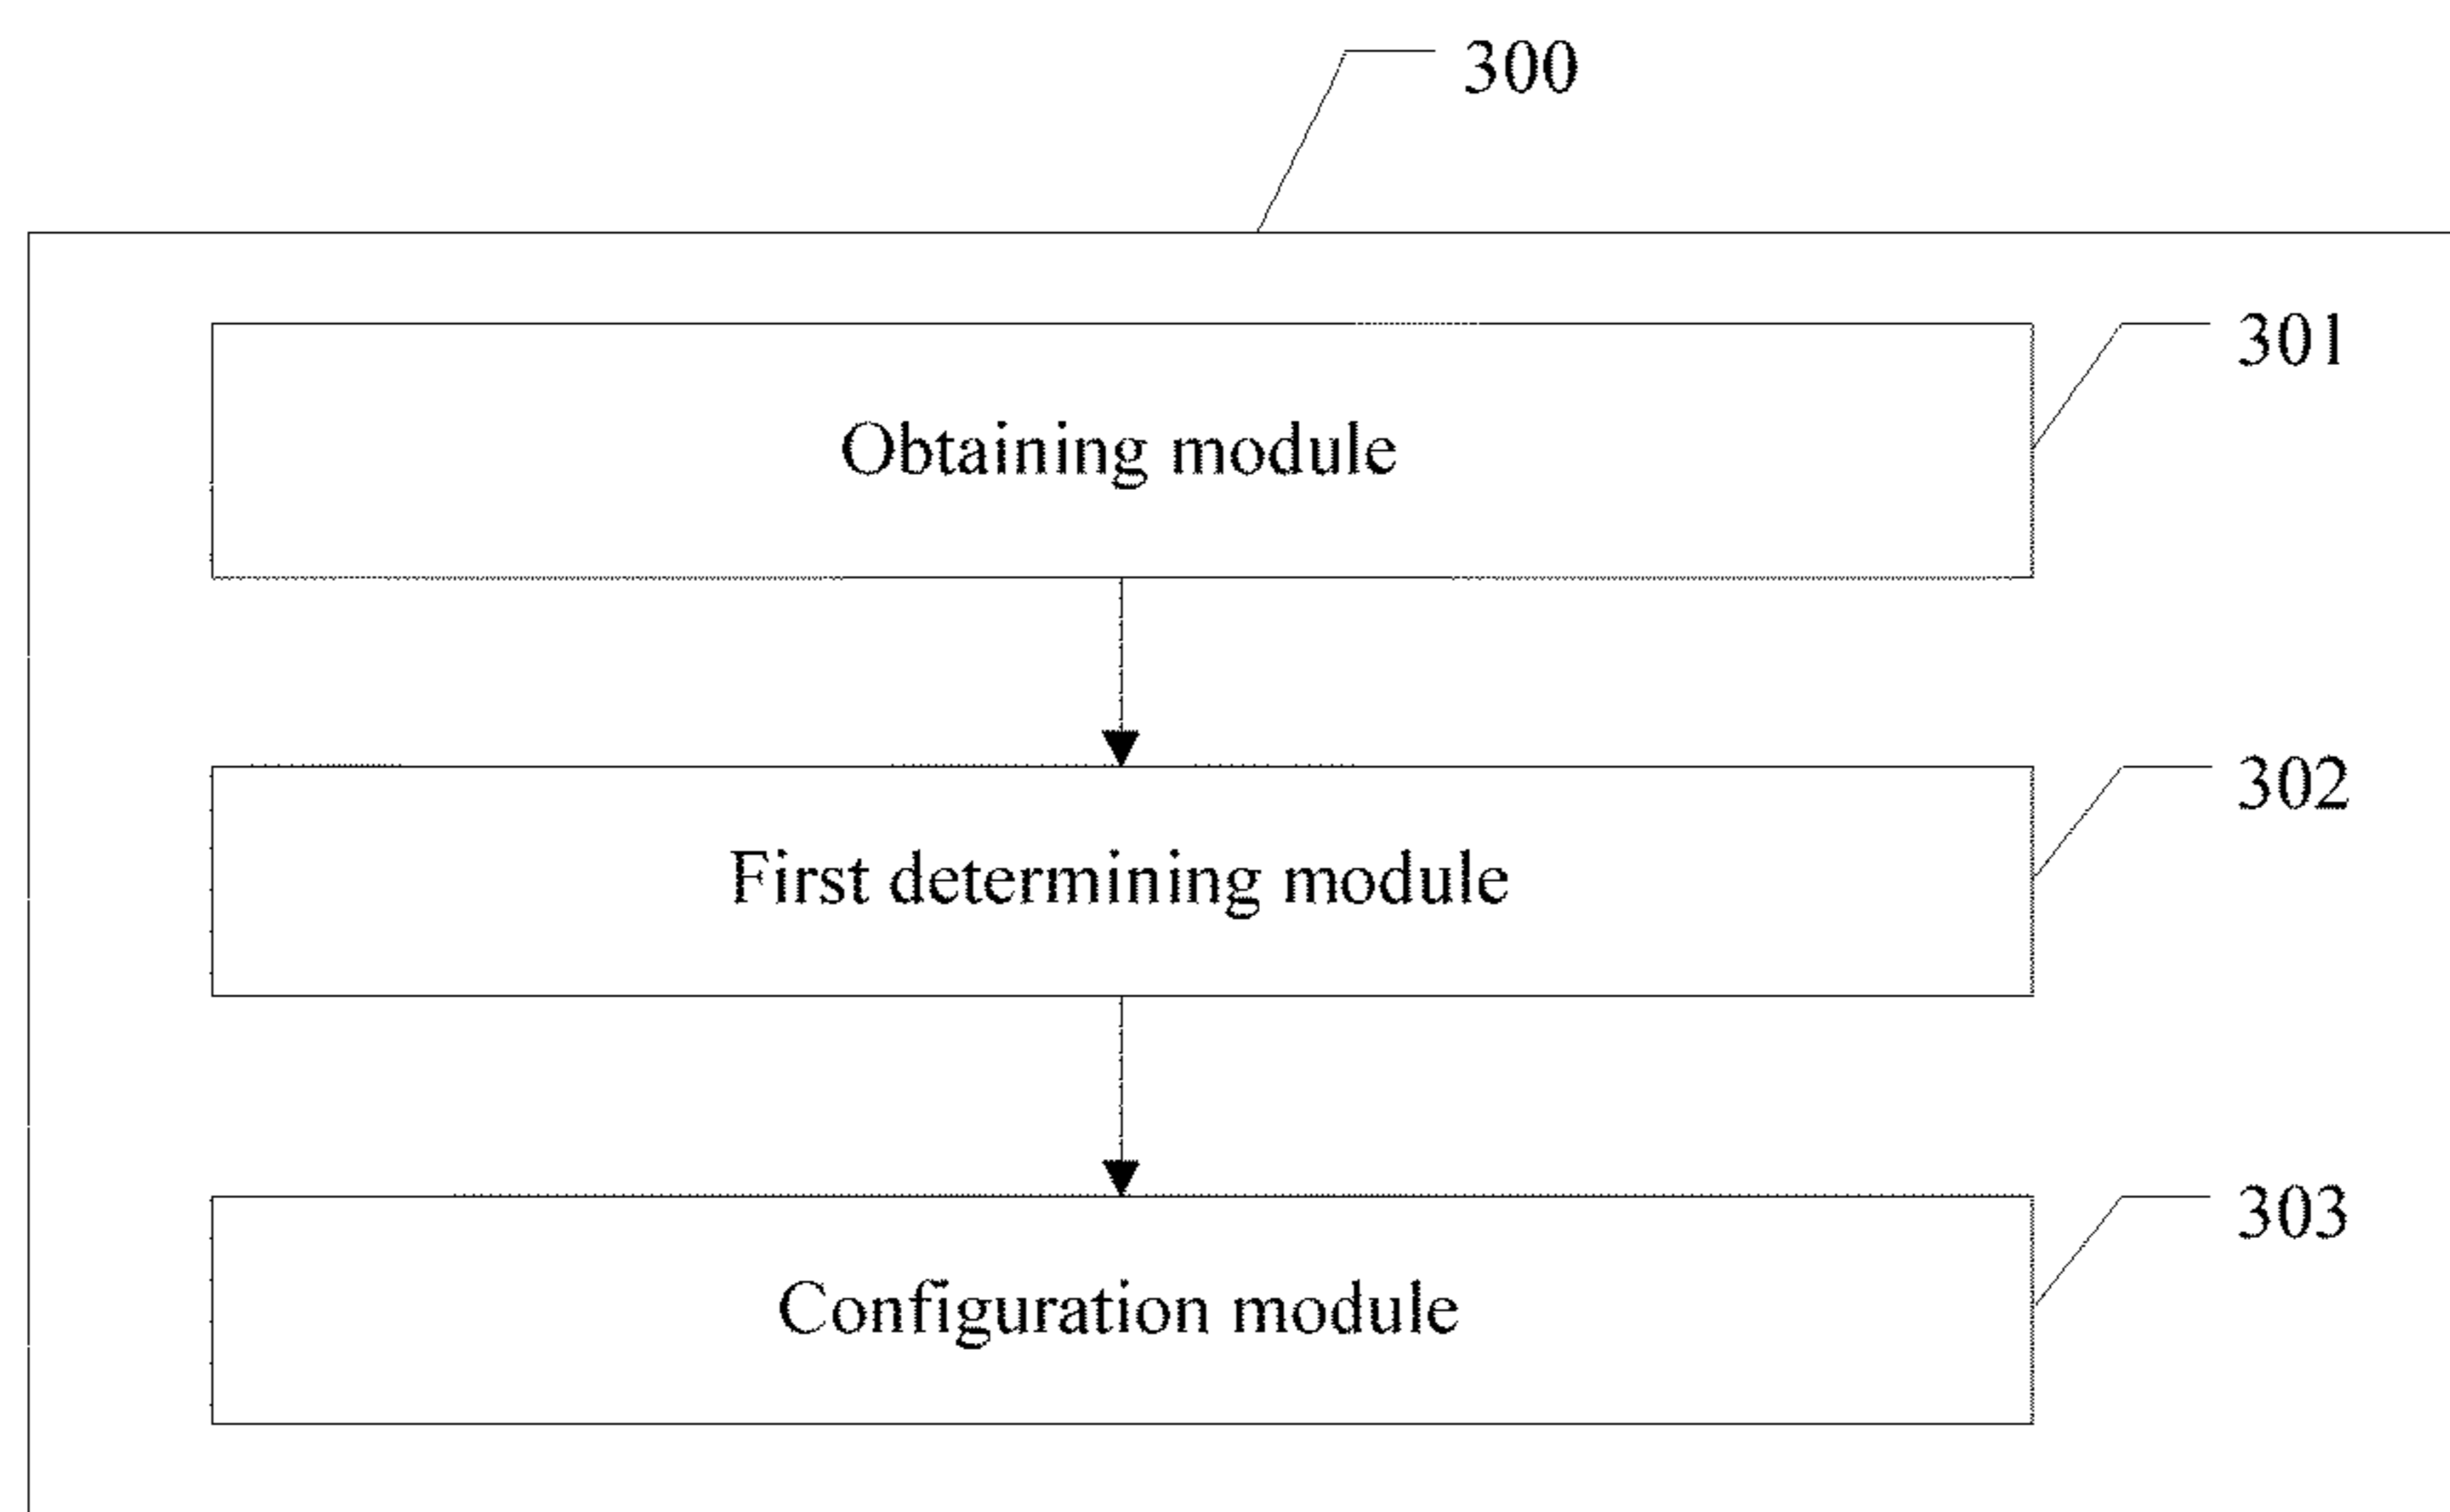 300
301
Obtaining module
302
First determining module
303
Configuration module